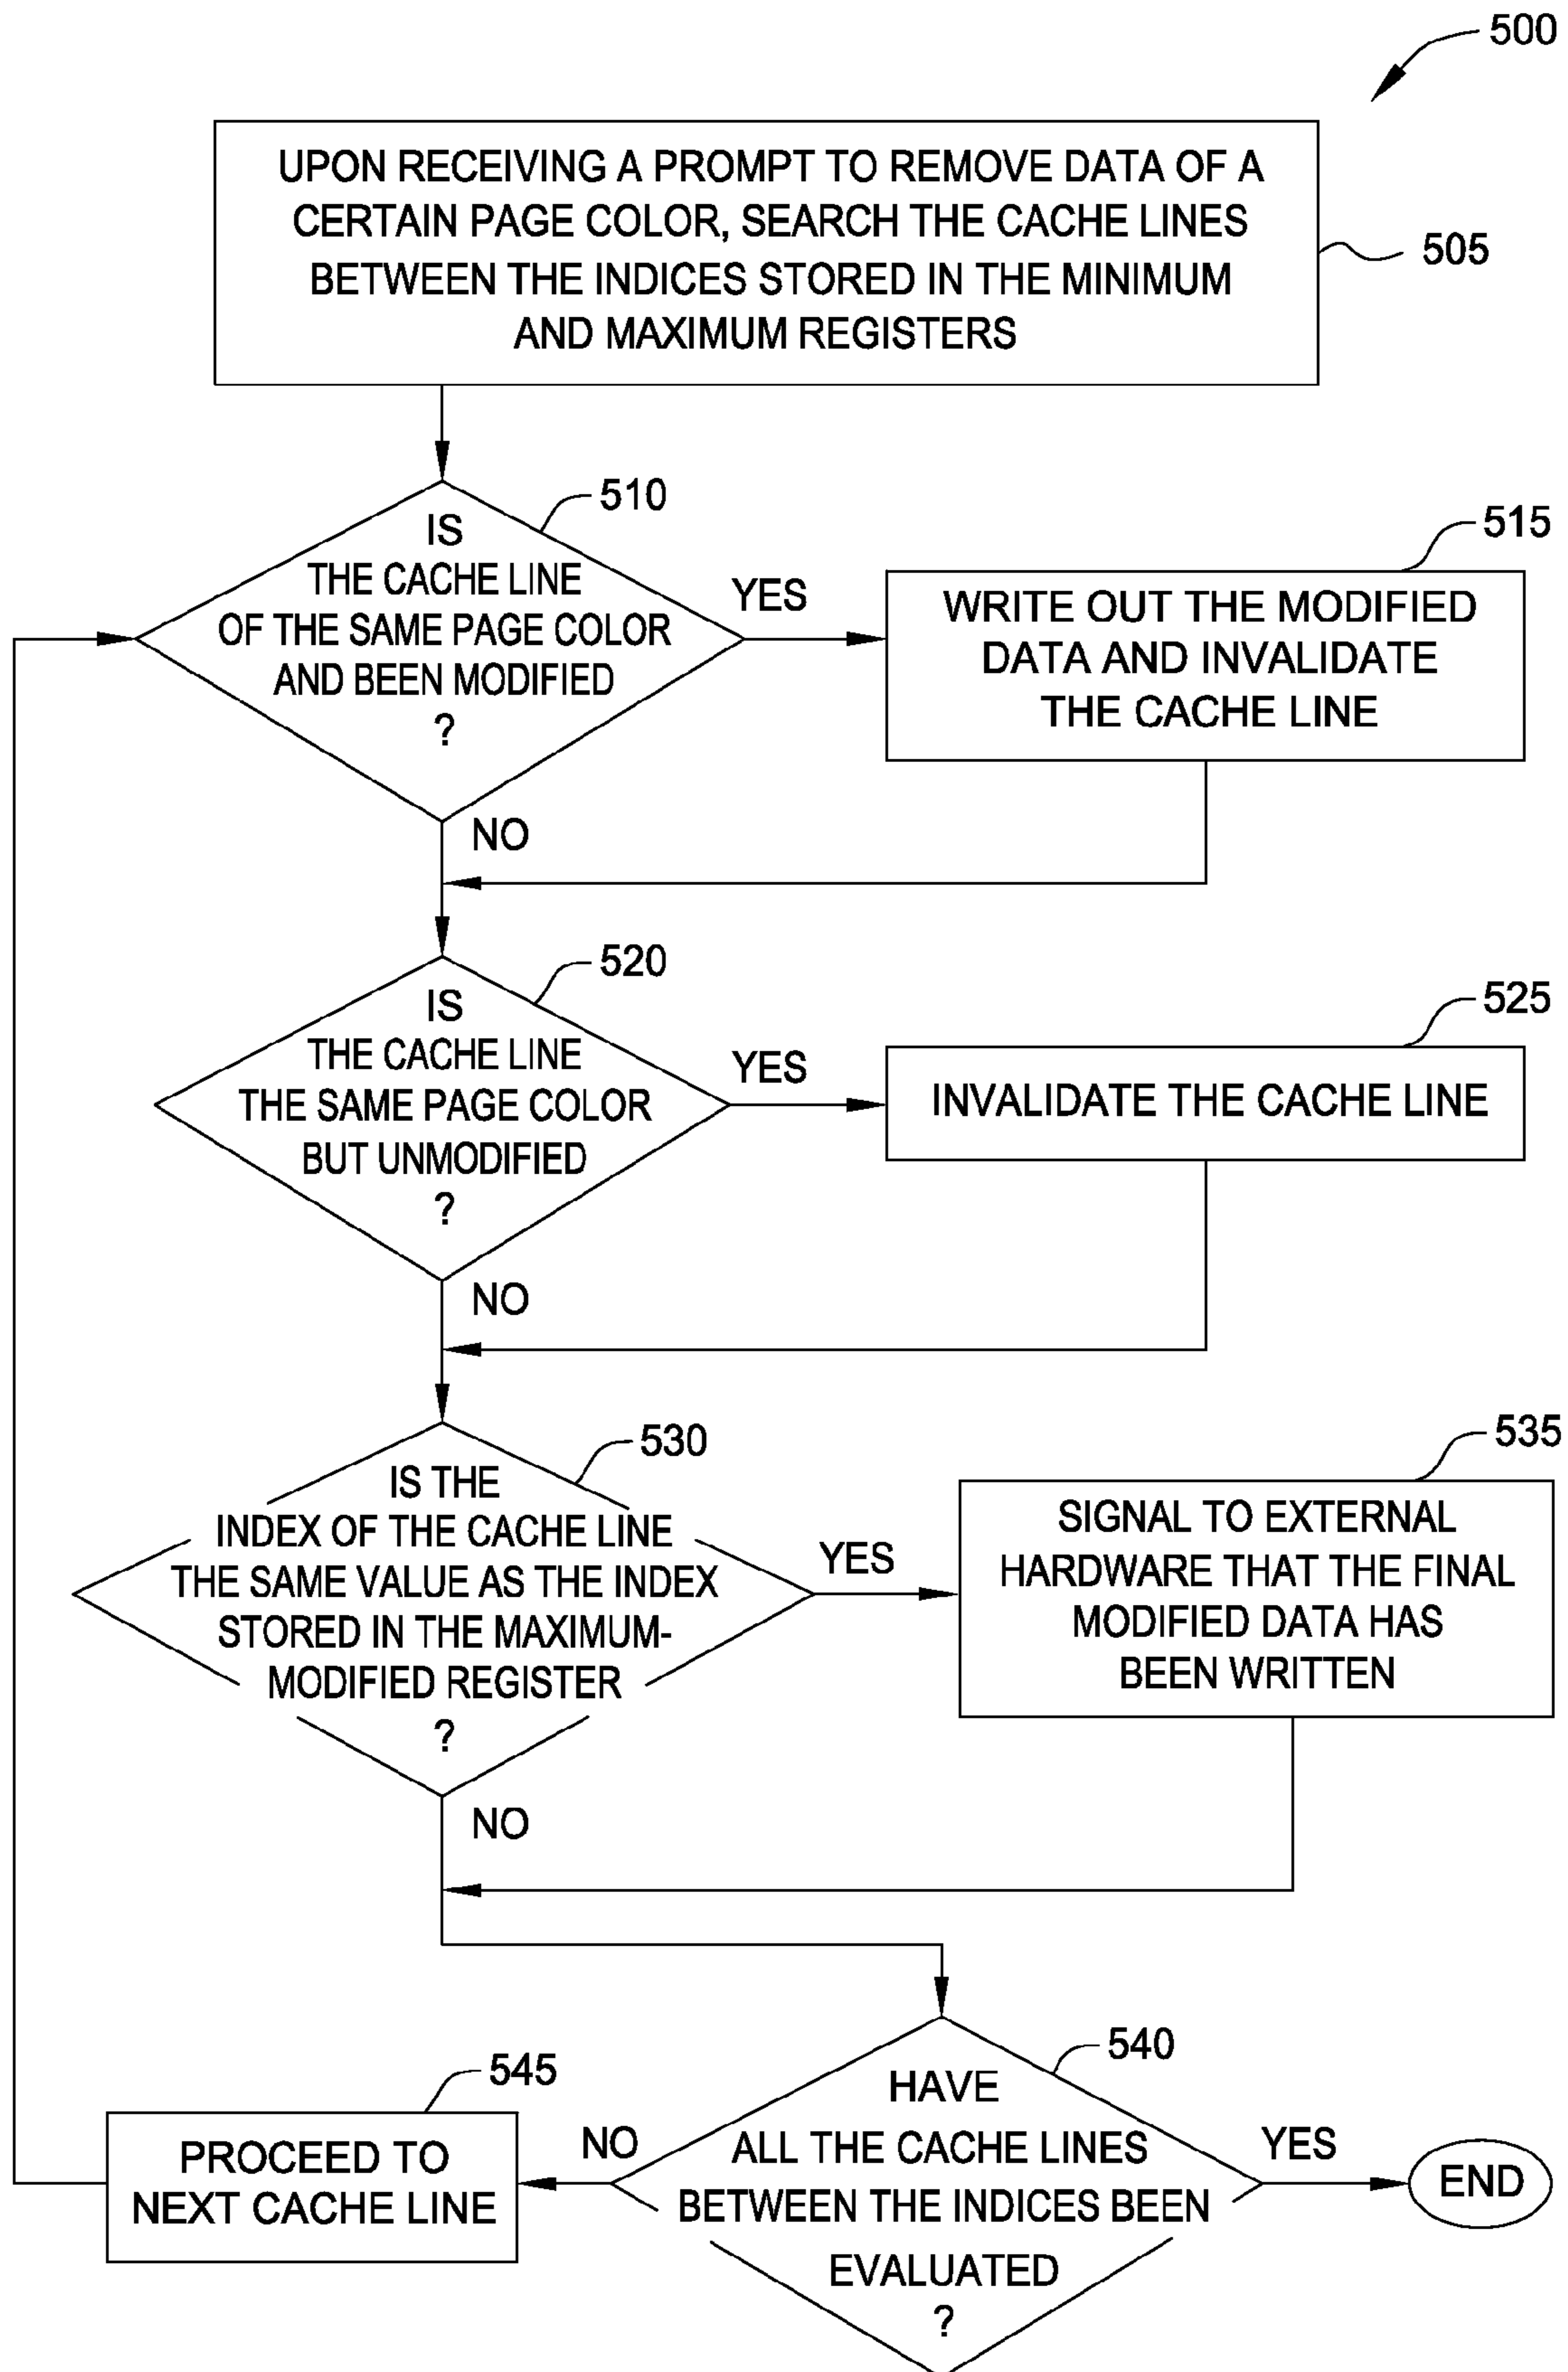 500
UPON RECEIVING A PROMPT TO REMOVE DATA OF A
CERTAIN PAGE COLOR, SEARCH THE CACHE LINES
BETWEEN THE INDICES STORED IN THE MINIMUM
AND MAXIMUM REGISTERS
505
510
IS
THE CACHE LINE
OF THE SAME PAGE COLOR
AND BEEN MODIFIED
?
YES
515
WRITE OUT THE MODIFIED
DATA AND INVALIDATE
THE CACHE LINE
NO
520
IS
THE CACHE LINE
THE SAME PAGE COLOR
BUT UNMODIFIED
?
YES
525
INVALIDATE THE CACHE LINE
NO
530
IS THE
INDEX OF THE CACHE LINE
THE SAME VALUE AS THE INDEX
STORED IN THE MAXIMUM-
MODIFIED REGISTER
?
YES
535
SIGNAL TO EXTERNAL
HARDWARE THAT THE FINAL
MODIFIED DATA HAS
BEEN WRITTEN
NO
540
HAVE
ALL THE CACHE LINES
BETWEEN THE INDICES BEEN
EVALUATED
?
YES
END
NO
545
PROCEED TO
NEXT CACHE LINE